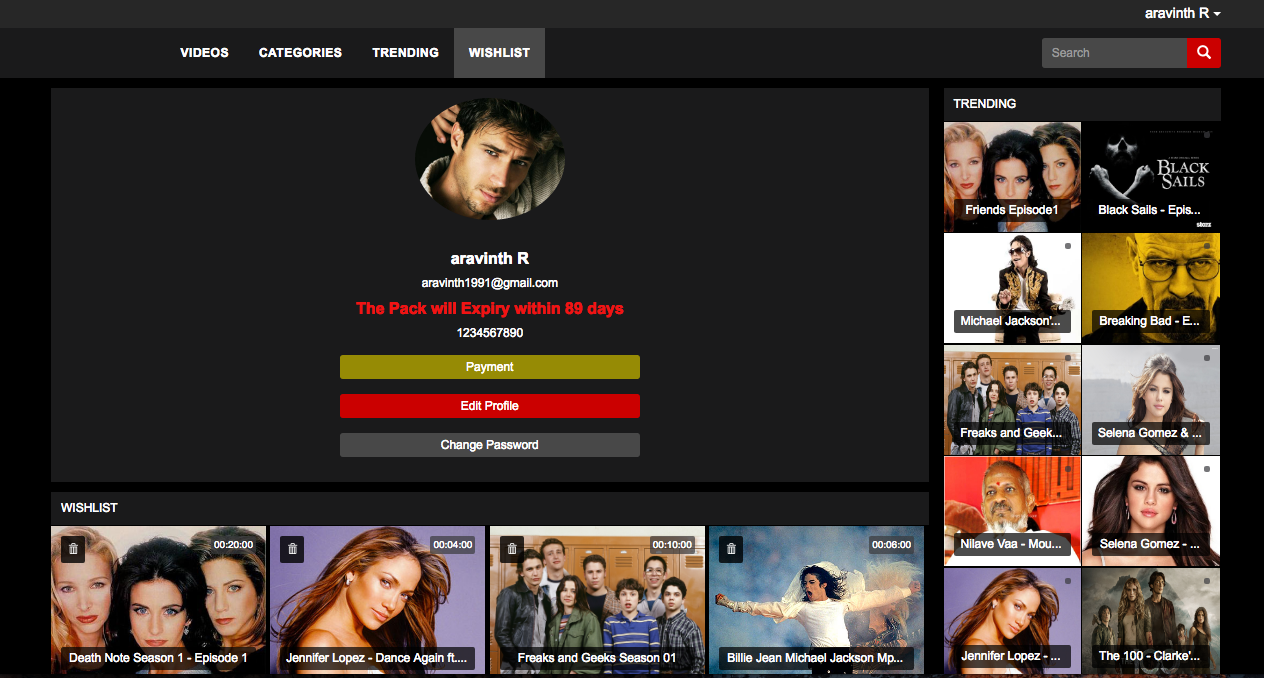 aravinth R
VIDEOS CATEGORIES TRENDING WISHLIST
Search
aravinth R
aravinth1991@gmail.com
The Pack will Expiry within 89 days
1234567890
Payment
Edit Profile
Change Password
WISHLIST
00:20:00
Death Note Season 1 - Episode 1
00:04:00
Jennifer Lopez - Dance Again ft....
00:10:00
Freaks and Geeks Season 01
00:06:00
Billie Jean Michael Jackson Mp...
TRENDING
Friends Episode1
BLACK
SAILS
Black Sails - Epis...
starz
Michael Jackson'...
Breaking Bad - E...
Freaks and Geek...
Selena Gomez & ...
Nilave Vaa - Mou...
Selena Gomez - ...
Jennifer Lopez - ...
The 100 - Clarke'...